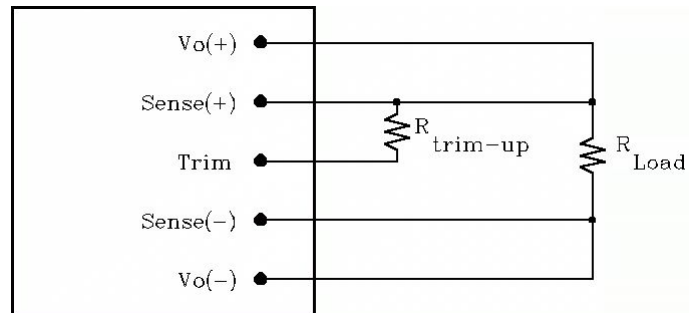 Vo(+)
Sense(+)
R
trim-up
Trim
R
Load
Sense(-)
Vo(-)